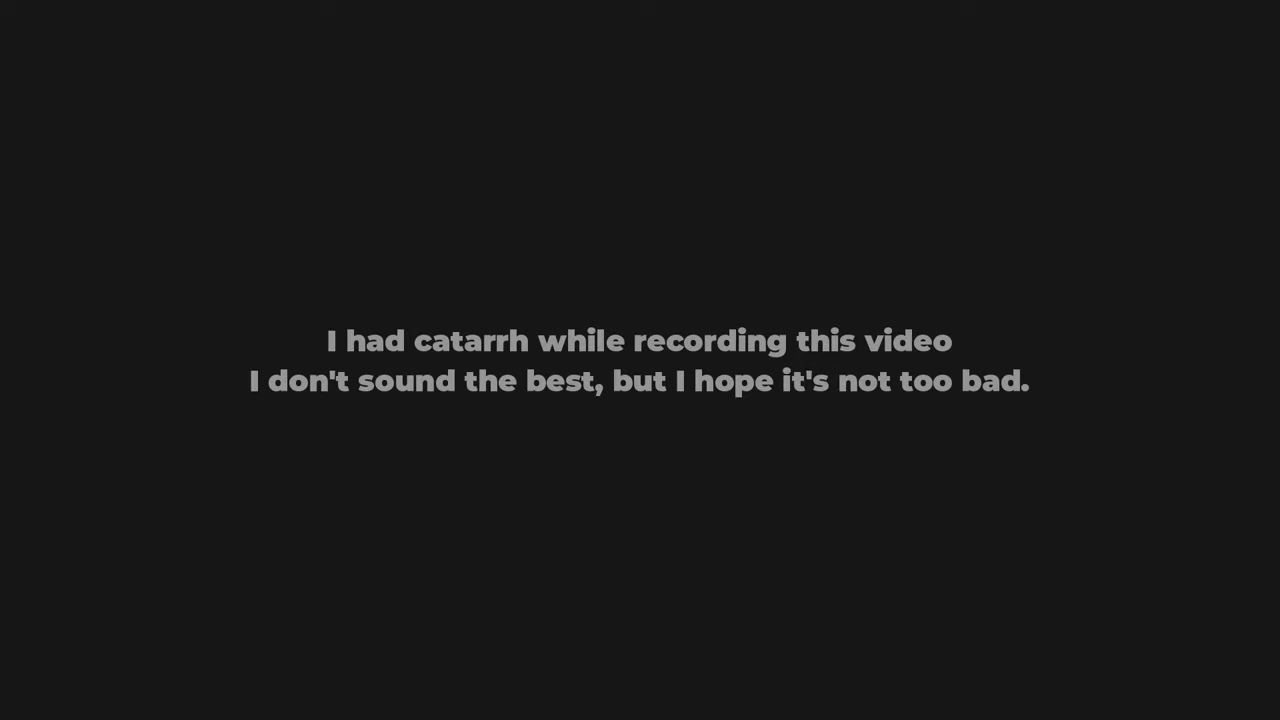 I had catarrh while recording this video
I don't sound the best, but I hope it's not too bad.